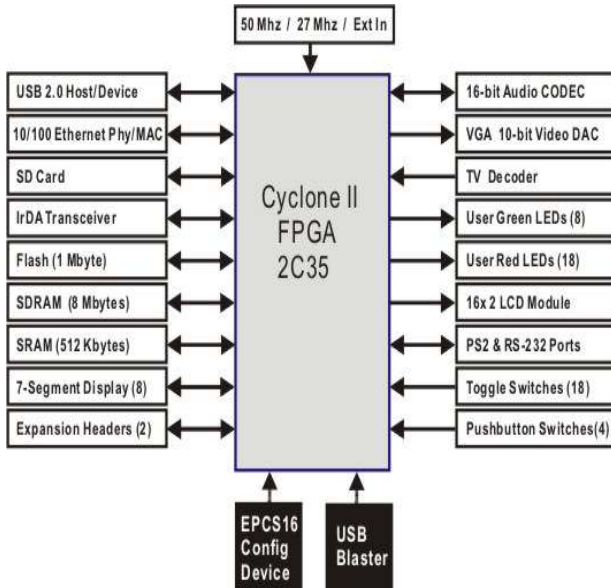 50 Mhz / 27 Mhz / Ext In
USB 2.0 Host/Device
10/100 Ethernet Phy/MAC
SD Card
IrDA Transceiver
Flash (1 Mbyte)
SDRAM (8 Mbytes)
SRAM (512 Kbytes)
7-Segment Display (8)
Expansion Headers (2)
Cyclone II
FPGA
2C35
16-bit Audio CODEC
VGA 10-bit Video DAC
TV Decoder
User Green LEDs (8)
User Red LEDs (18)
16x 2 LCD Module
PS2 & RS-232 Ports
Toggle Switches (18)
Pushbutton Switches(4)
EPCS16
Config
Device
USB
Blaster